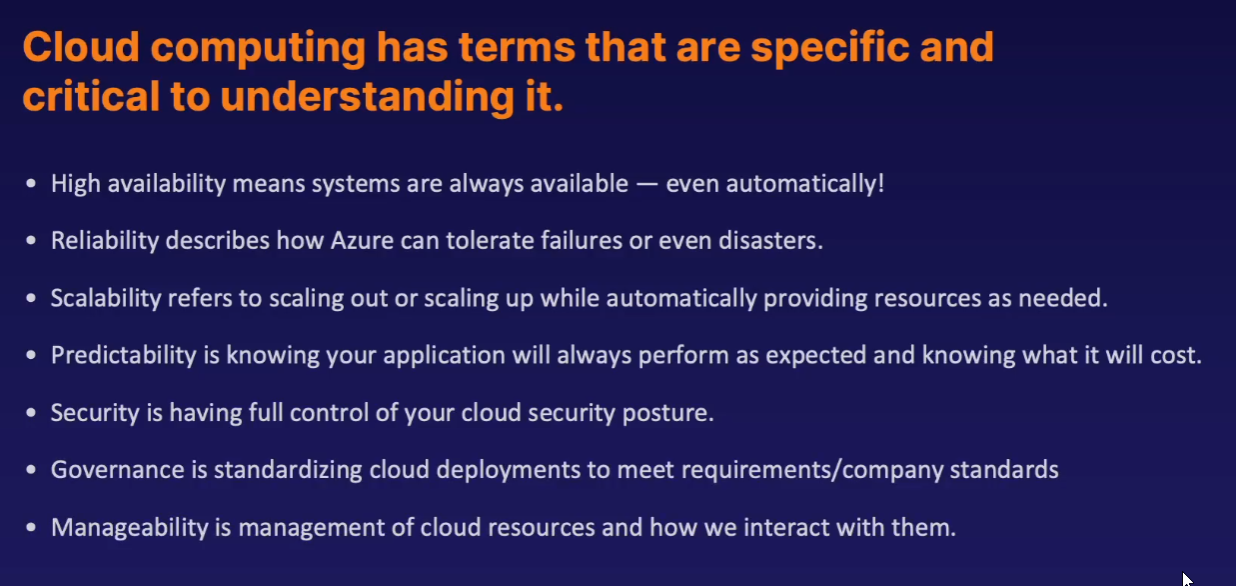 Cloud computing has terms that are specific and
critical to understanding it.
• High availability means systems are always available — even automatically!
• Reliability describes how Azure can tolerate failures or even disasters.
• Scalability refers to scaling out or scaling up while automatically providing resources as needed.
• Predictability is knowing your application will always perform as expected and knowing what it will cost.
• Security is having full control of your cloud security posture.
• Governance is standardizing cloud deployments to meet requirements/company standards
• Manageability is management of cloud resources and how we interact with them.